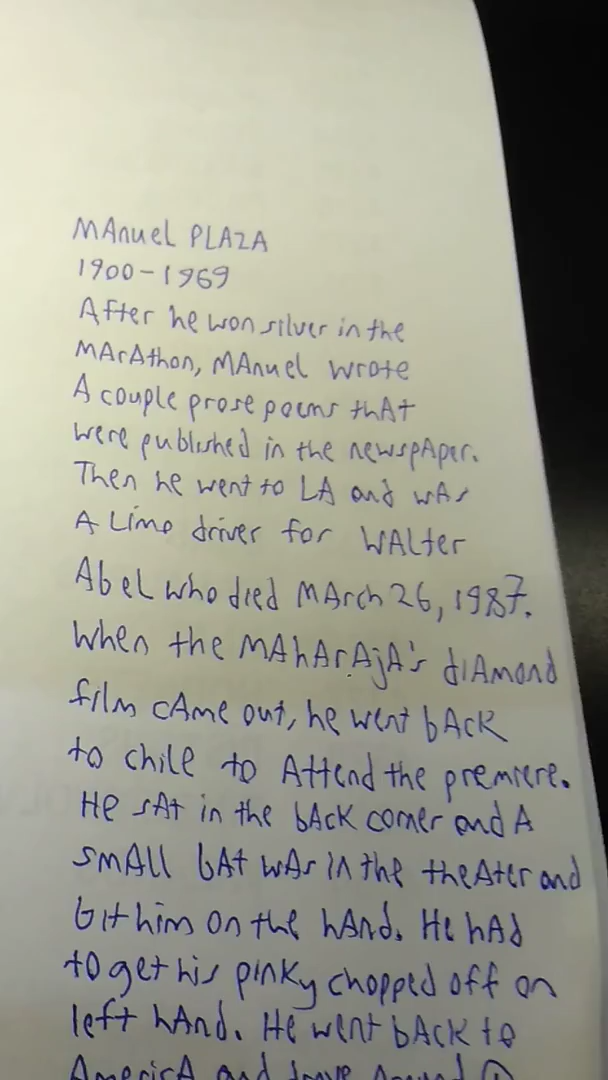 MAnuel PLAZA
1900-1969
After he won silver in the
MArAthon, MAnuel wrote
A couple prose poems thAt
were published in the newspAper.
Then he went to LA and wAs
A Limo driver for WALter
Abel who died MArch 26, 1987.
When the MAhArAjA's diAmond
film cAme out, he went bAck
to chile to Attend the premiere.
He sAt in the bAck corner and A
smAll bAt wAs in the theAter and
bit him on the hAnd. He hAd
to get his pinky chopped off on
left hAnd. He went bAck to
AmericA and drove Around